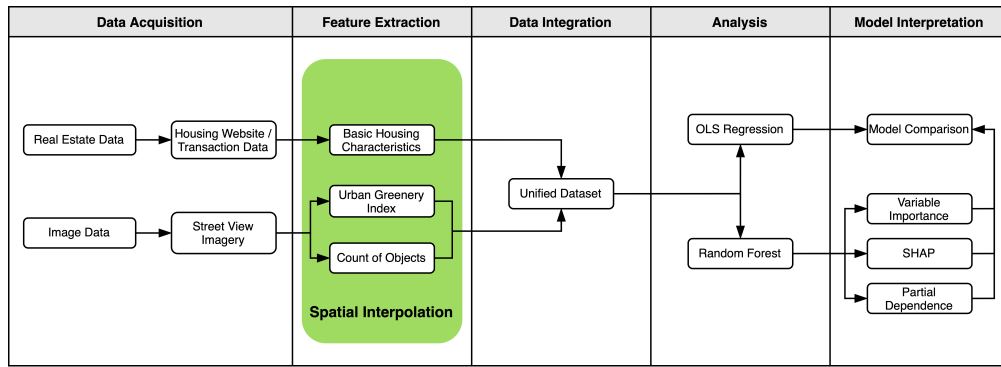 Data Acquisition
Feature Extraction
Data Integration
Analysis
Model Interpretation
Real Estate Data
Housing Website /
Transaction Data
Basic Housing
Characteristics
OLS Regression
Model Comparison
Unified Dataset
Image Data
Street View
Imagery
Urban Greenery
Index
Count of Objects
Random Forest
Variable
Importance
SHAP
Partial
Dependence
Spatial Interpolation